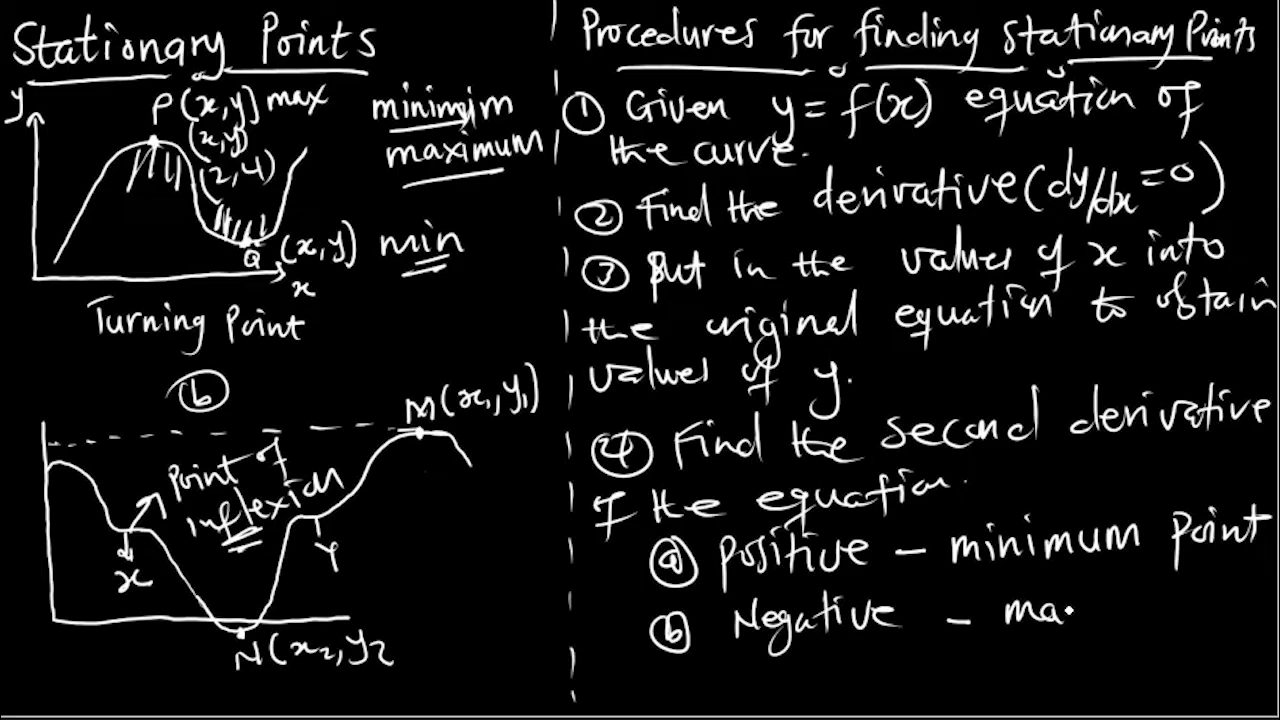 Stationary Points
y
P(x,y) max
(x,y)
(2,4)
minimum
maximum
Q
(x,y) min
x
Turning Point
(b)
M(x1,y1)
Point of
inflexion
x
Y
N(x2,y2
Procedures for finding Stationary Points
① Given y = f(x) equation of
the curve.
② Find the derivative (dy/dx = 0)
③ Put in the values of x into
the original equation to obtain
values of y.
④ Find the second derivative
of the equation.
(a) Positive – minimum point
(b) Negative – ma